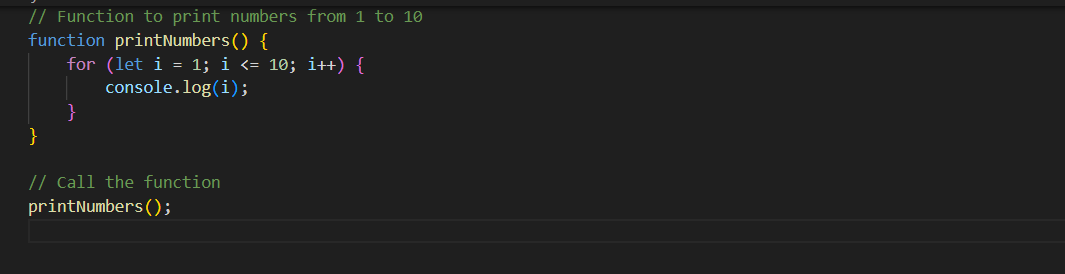 // Function to print numbers from 1 to 10
function printNumbers() {
    for (let i = 1; i <= 10; i++) {
        console.log(i);
    }
}

// Call the function
printNumbers();